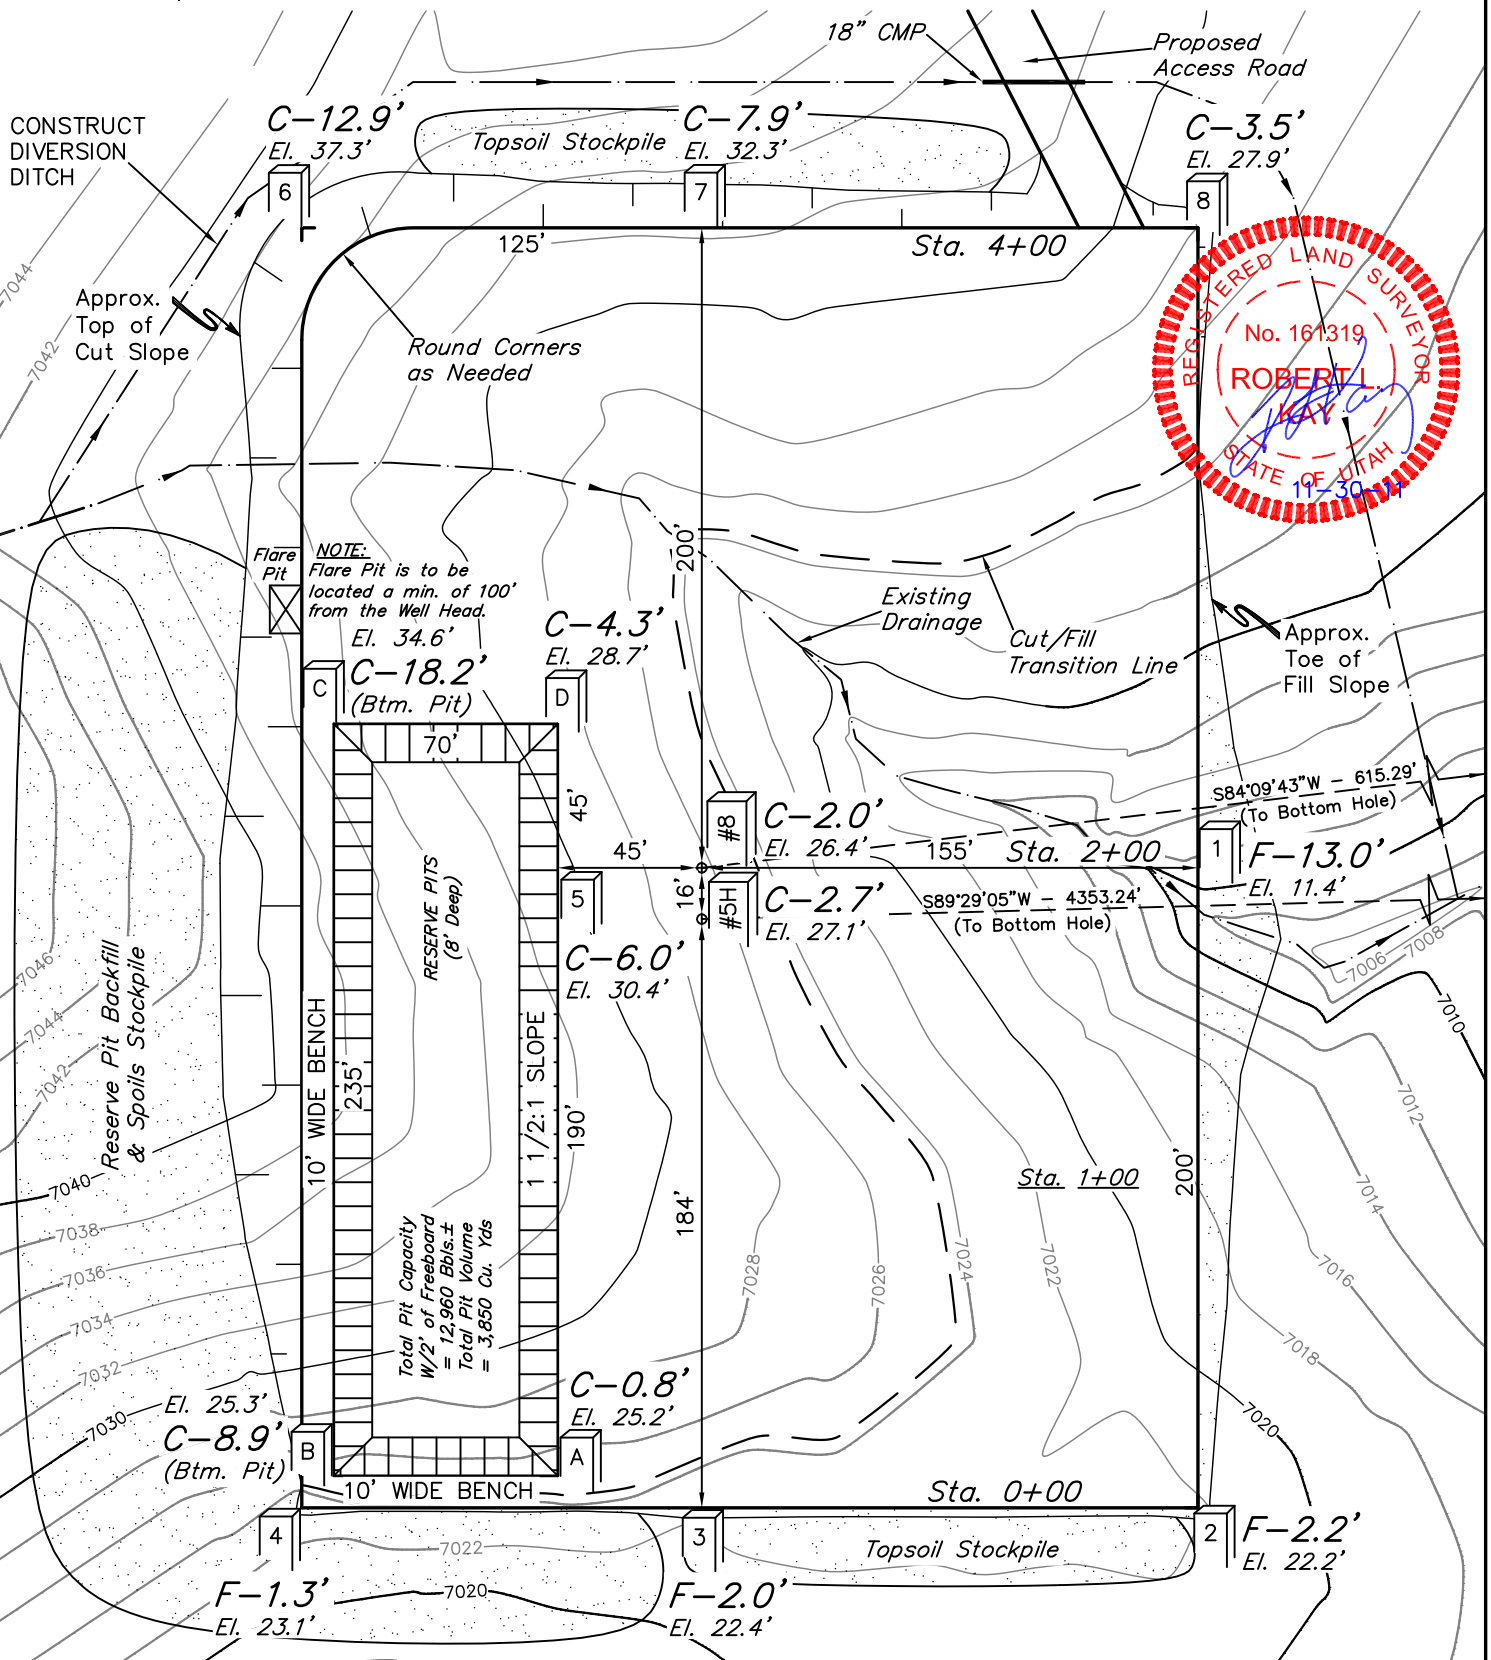 18" CMP
Proposed
Access Road
CONSTRUCT
DIVERSION
DITCH
C-12.9'
El. 37.3'
6
Topsoil Stockpile
C-7.9'
El. 32.3'
7
C-3.5'
El. 27.9'
8
125'
Sta. 4+00
7044
7042
Approx.
Top of
Cut Slope
Round Corners
as Needed
REGISTERED LAND SURVEYOR
No. 161319
ROBERT L.
KAY
STATE OF UTAH
11-30-11
200'
Flare
Pit
NOTE:
Flare Pit is to be
located a min. of 100'
from the Well Head.
El. 34.6'
C-18.2'
(Btm. Pit)
C
C-4.3'
El. 28.7'
D
Existing
Drainage
Cut/Fill
Transition Line
Approx.
Toe of
Fill Slope
70'
45'
RESERVE PITS
(8' Deep)
#8
C-2.0'
El. 26.4'
45'
155'
Sta. 2+00
S84°09'43"W - 615.29'
(To Bottom Hole)
1
F-13.0'
El. 11.4'
16'
#5H
C-2.7'
El. 27.1'
S89°29'05"W - 4353.24'
(To Bottom Hole)
5
C-6.0'
El. 30.4'
7006
7008
7010
7012
7014
7016
7018
7020
7046
7044
7042
Reserve Pit Backfill
& Spoils Stockpile
7040
7038
7036
7034
7032
7030
10' WIDE BENCH
235'
1 1/2:1 SLOPE
190'
184'
Sta. 1+00
200'
7028
7026
7024
7022
Total Pit Capacity
W/2' of Freeboard
= 12,960 Bbls.±
Total Pit Volume
= 3,850 Cu. Yds
El. 25.3'
C-8.9'
(Btm. Pit)
B
C-0.8'
El. 25.2'
A
10' WIDE BENCH
Sta. 0+00
4
F-1.3'
El. 23.1'
7022
7020
3
F-2.0'
El. 22.4'
Topsoil Stockpile
2
F-2.2'
El. 22.2'